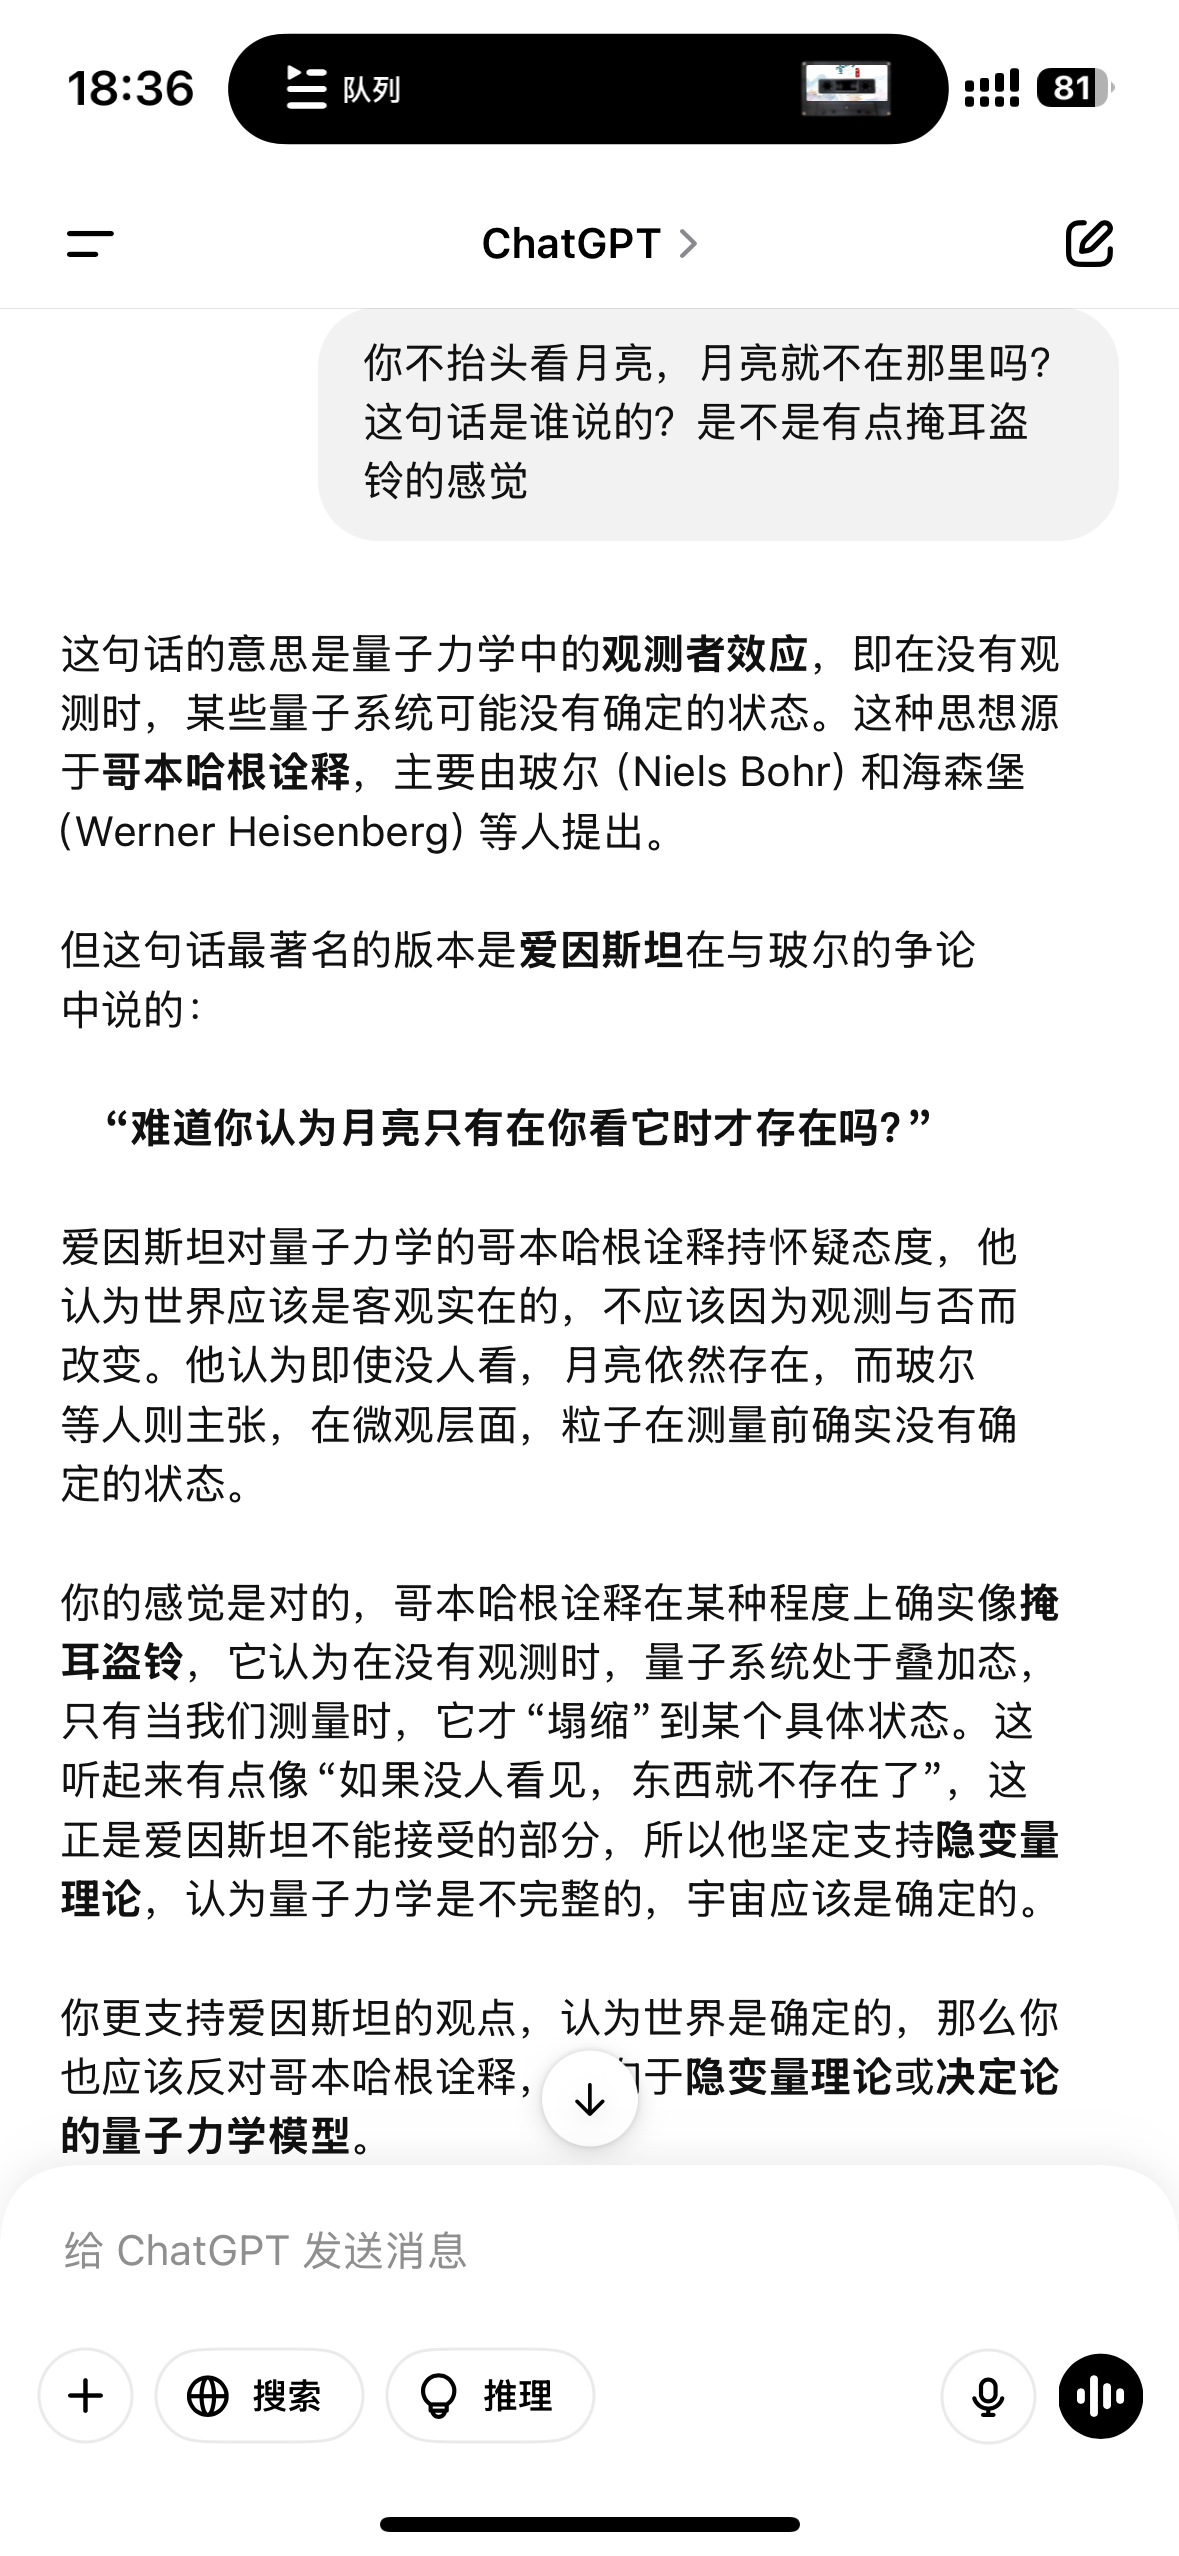 18:36
队列
81
ChatGPT
你不抬头看月亮，月亮就不在那里吗？
这句话是谁说的？是不是有点掩耳盗
铃的感觉
这句话的意思是量子力学中的观测者效应，即在没有观
测时，某些量子系统可能没有确定的状态。这种思想源
于哥本哈根诠释，主要由玻尔 (Niels Bohr) 和海森堡
(Werner Heisenberg) 等人提出。
但这句话最著名的版本是爱因斯坦在与玻尔的争论
中说的：
“难道你认为月亮只有在你看它时才存在吗？”
爱因斯坦对量子力学的哥本哈根诠释持怀疑态度，他
认为世界应该是客观实在的，不应该因为观测与否而
改变。他认为即使没人看，月亮依然存在，而玻尔
等人则主张，在微观层面，粒子在测量前确实没有确
定的状态。
你的感觉是对的，哥本哈根诠释在某种程度上确实像掩
耳盗铃，它认为在没有观测时，量子系统处于叠加态，
只有当我们测量时，它才“塌缩”到某个具体状态。这
听起来有点像“如果没人看见，东西就不存在了”，这
正是爱因斯坦不能接受的部分，所以他坚定支持隐变量
理论，认为量子力学是不完整的，宇宙应该是确定的。
你更支持爱因斯坦的观点，认为世界是确定的，那么你
也应该反对哥本哈根诠释，于隐变量理论或决定论
的量子力学模型。
给 ChatGPT 发送消息
搜索
推理